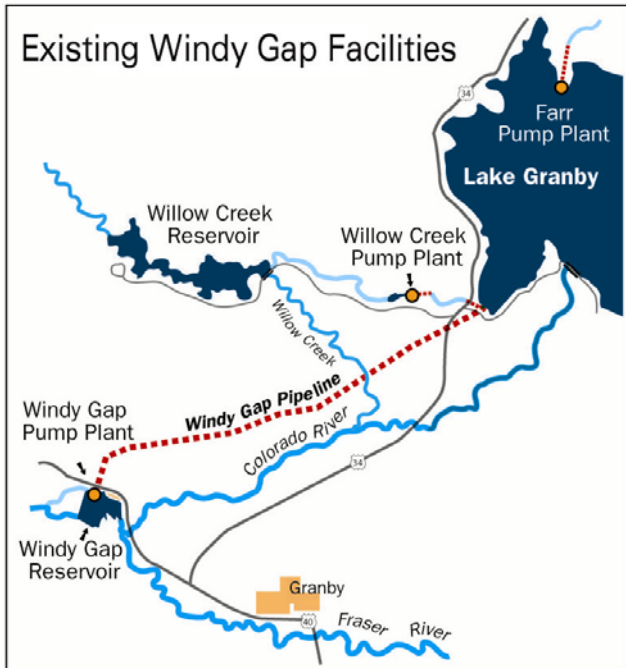 Existing Windy Gap Facilities
34
Farr
Pump Plant
Lake Granby
Willow Creek
Reservoir
Willow Creek
Pump Plant
Willow Creek
Windy Gap Pipeline
Windy Gap
Pump Plant
Colorado River
34
Windy Gap
Reservoir
Granby
40
Fraser River